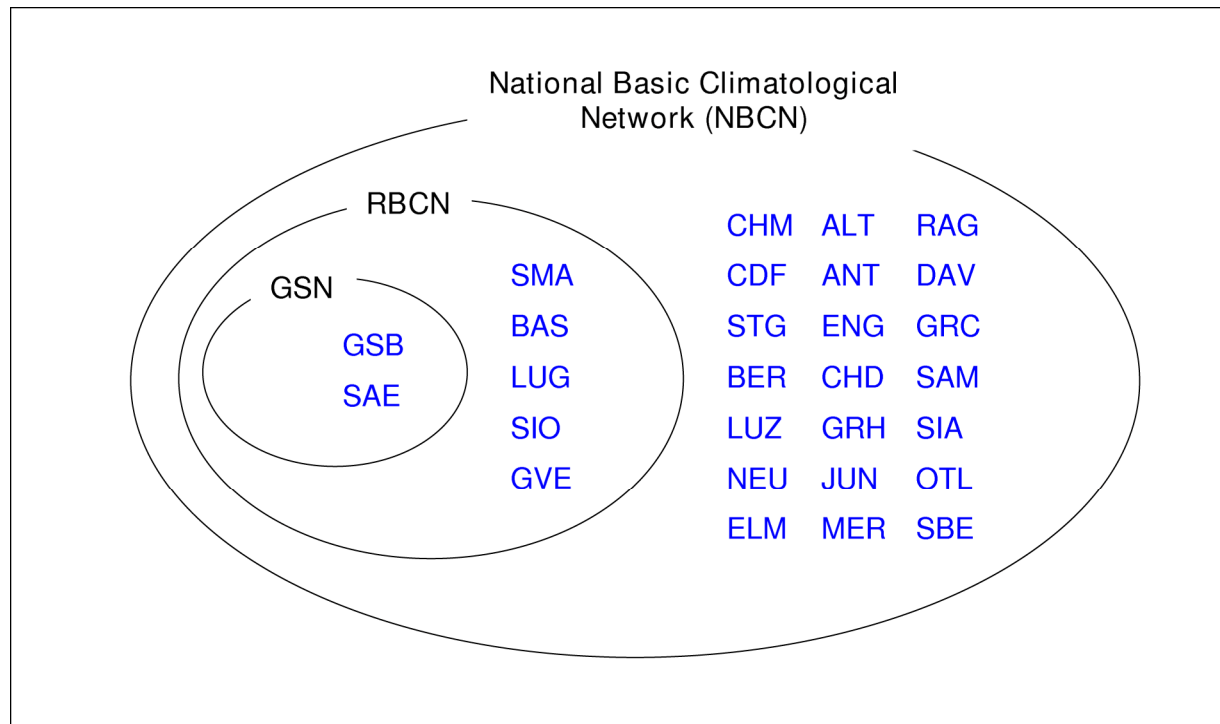 National Basic Climatological
Network (NBCN)
RBCN
GSN
GSB
SAE
SMA
BAS
LUG
SIO
GVE
CHM ALT RAG
CDF ANT DAV
STG ENG GRC
BER CHD SAM
LUZ GRH SIA
NEU JUN OTL
ELM MER SBE